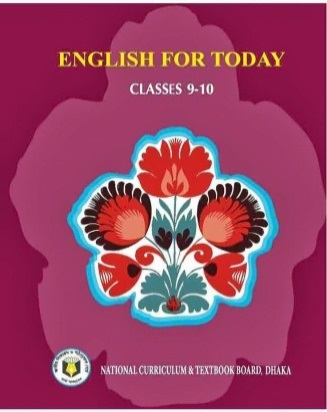 ENGLISH FOR TODAY
CLASSES 9-10
NATIONAL CURRICULUM & TEXTBOOK BOARD, DHAKA